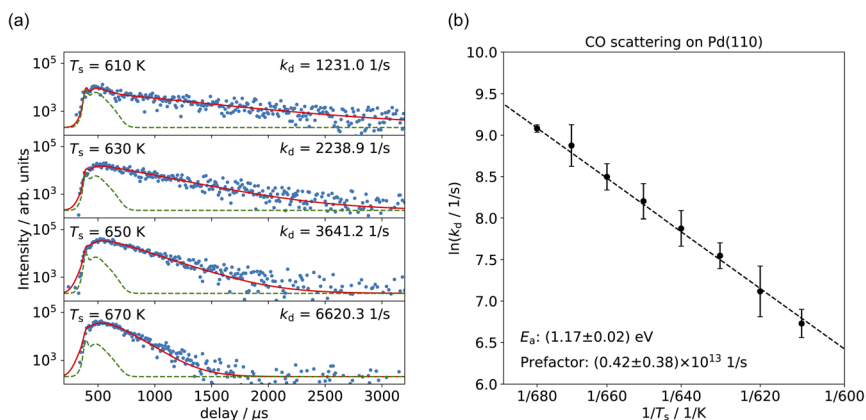 (a)
T_s = 610 K
k_d = 1231.0 1/s
10^5
10^3
T_s = 630 K
k_d = 2238.9 1/s
10^5
10^3
T_s = 650 K
k_d = 3641.2 1/s
10^5
10^3
T_s = 670 K
k_d = 6620.3 1/s
10^5
10^3
Intensity / arb. units
500 1000 1500 2000 2500 3000
delay / μs
(b)
CO scattering on Pd(110)
10.0
9.5
9.0
8.5
8.0
7.5
7.0
6.5
6.0
ln(k_d / 1/s)
E_a: (1.17±0.02) eV
Prefactor: (0.42±0.38)×10^13 1/s
1/680 1/660 1/640 1/620 1/600
1/T_s / 1/K